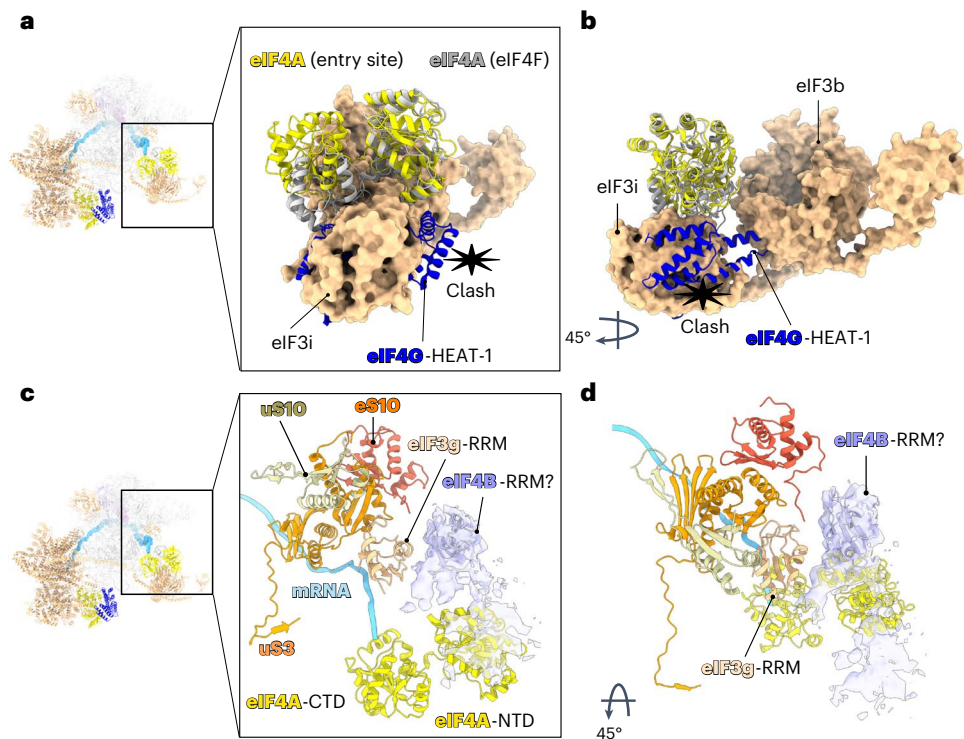 a
eIF4A (entry site) eIF4A (eIF4F)
Clash
eIF3i
eIF4G-HEAT-1
b
eIF3b
eIF3i
Clash
45°
eIF4G-HEAT-1
c
uS10
eS10
eIF3g-RRM
eIF4B-RRM?
mRNA
uS3
eIF4A-CTD
eIF4A-NTD
d
eIF4B-RRM?
eIF3g-RRM
45°